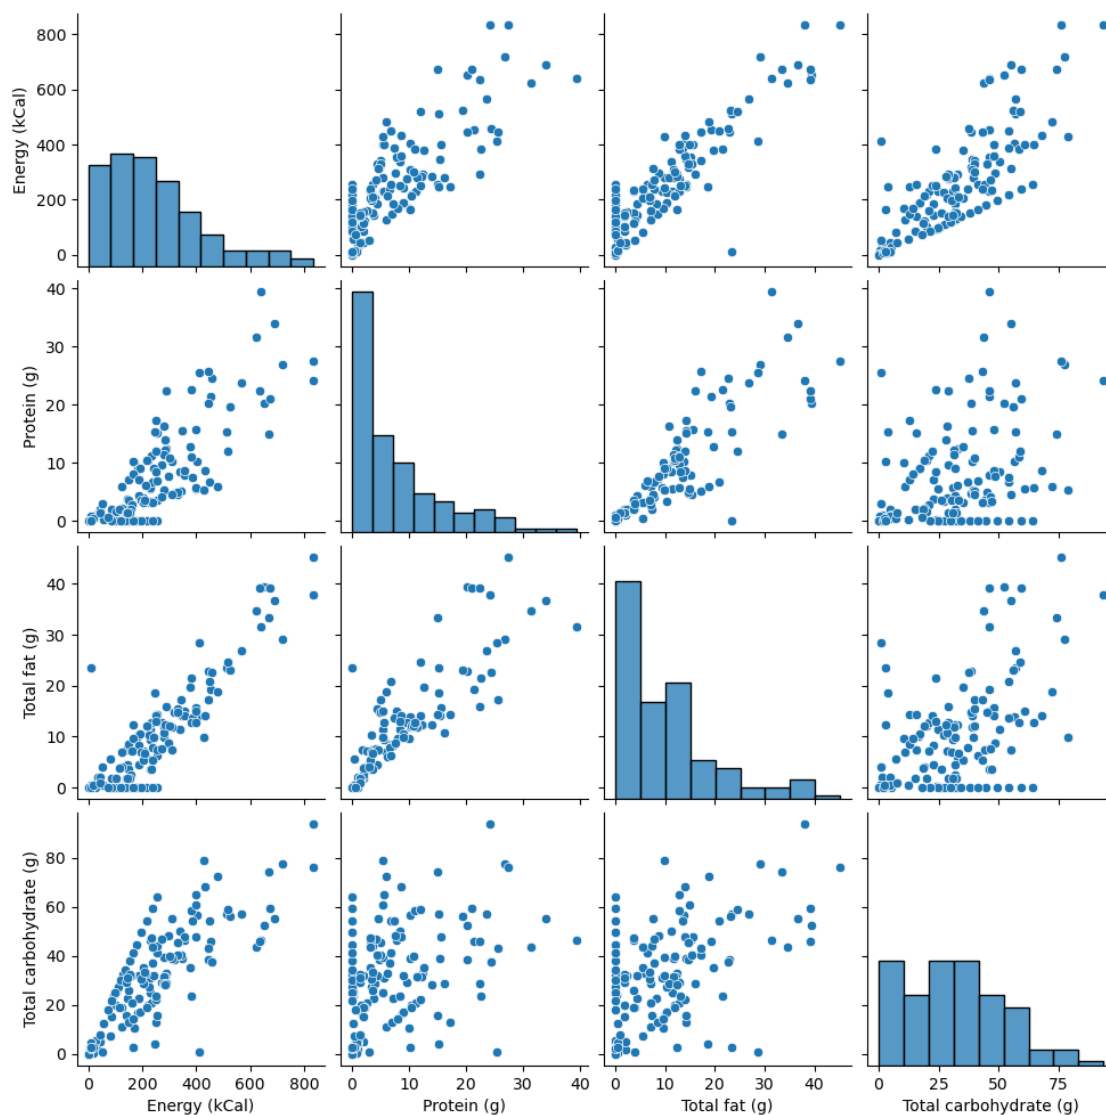 800
600
400
200
0
Energy (kCal)
40
30
20
10
0
Protein (g)
40
30
20
10
0
Total fat (g)
80
60
40
20
0
Total carbohydrate (g)
0 200 400 600 800
Energy (kCal)
0 10 20 30 40
Protein (g)
0 10 20 30 40
Total fat (g)
0 25 50 75
Total carbohydrate (g)